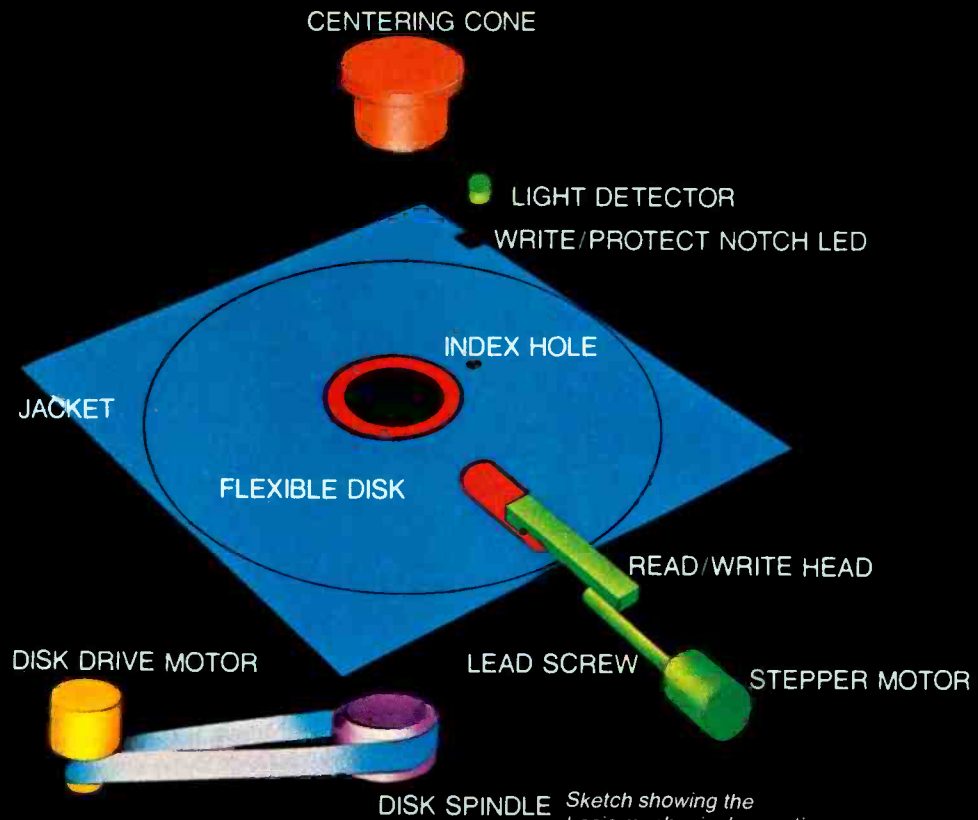 CENTERING CONE
LIGHT DETECTOR
WRITE/PROTECT NOTCH LED
INDEX HOLE
JACKET
FLEXIBLE DISK
READ/WRITE HEAD
DISK DRIVE MOTOR
LEAD SCREW
STEPPER MOTOR
DISK SPINDLE
Sketch showing the